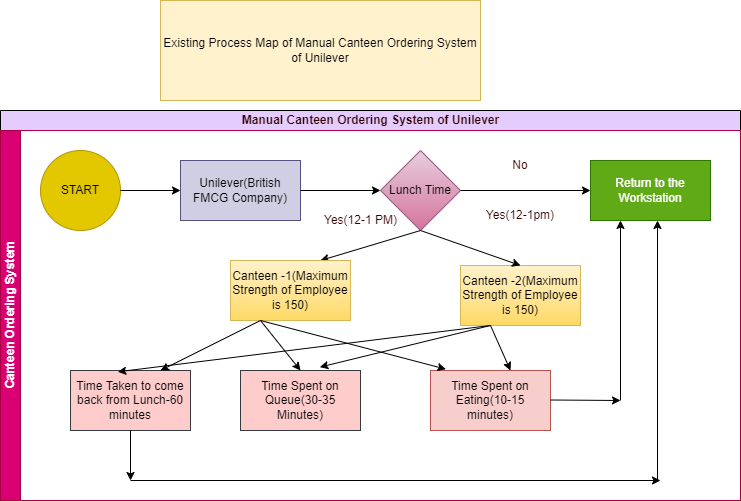 Existing Process Map of Manual Canteen Ordering System
of Unilever
Manual Canteen Ordering System of Unilever
Canteen Ordering System
START
Unilever(British
FMCG Company)
Lunch Time
No
Return to the
Workstation
Yes(12-1 PM)
Yes(12-1pm)
Canteen -1(Maximum
Strength of Employee
is 150)
Canteen -2(Maximum
Strength of Employee
is 150)
Time Taken to come
back from Lunch-60
minutes
Time Spent on
Queue(30-35
Minutes)
Time Spent on
Eating(10-15
minutes)